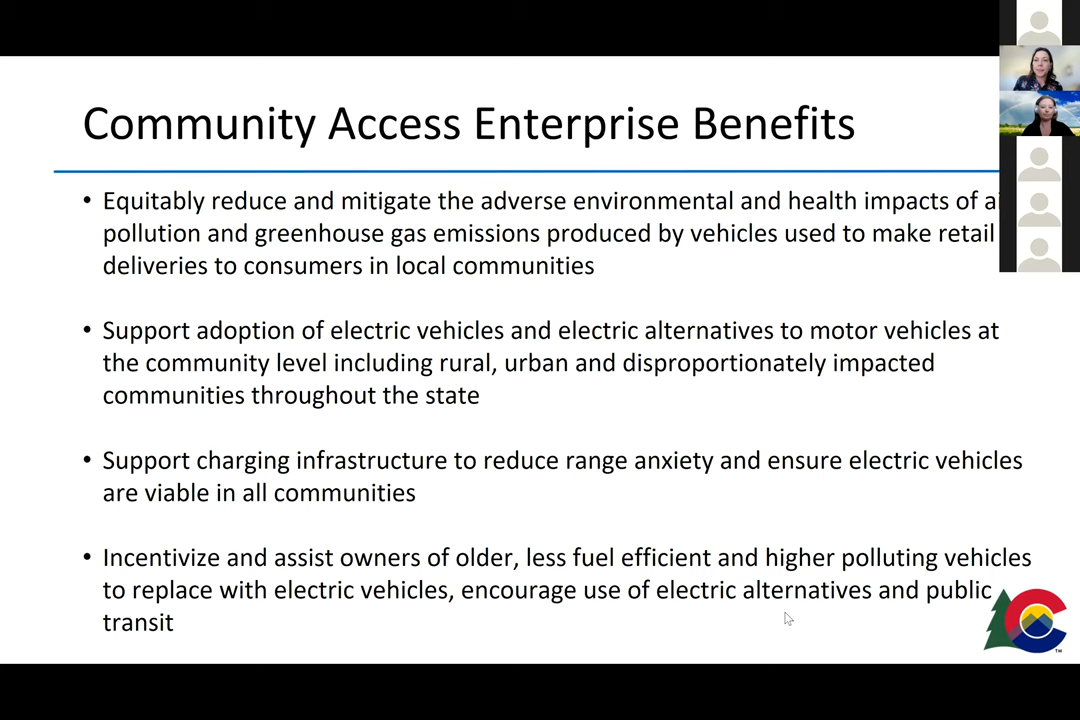 Community Access Enterprise Benefits
• Equitably reduce and mitigate the adverse environmental and health impacts of
pollution and greenhouse gas emissions produced by vehicles used to make retail
deliveries to consumers in local communities
• Support adoption of electric vehicles and electric alternatives to motor vehicles at
the community level including rural, urban and disproportionately impacted
communities throughout the state
• Support charging infrastructure to reduce range anxiety and ensure electric vehicles
are viable in all communities
• Incentivize and assist owners of older, less fuel efficient and higher polluting vehicles
to replace with electric vehicles, encourage use of electric alternatives and public
transit
TM